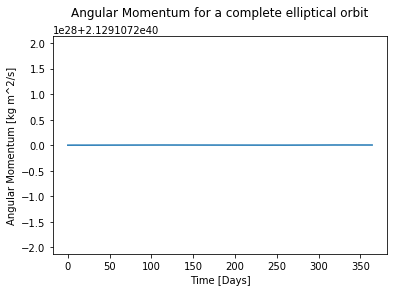 Angular Momentum for a complete elliptical orbit
1e28+2.1291072e40
2.0
1.5
1.0
0.5
0.0
−0.5
−1.0
−1.5
−2.0
Angular Momentum [kg m^2/s]
0 50 100 150 200 250 300 350
Time [Days]